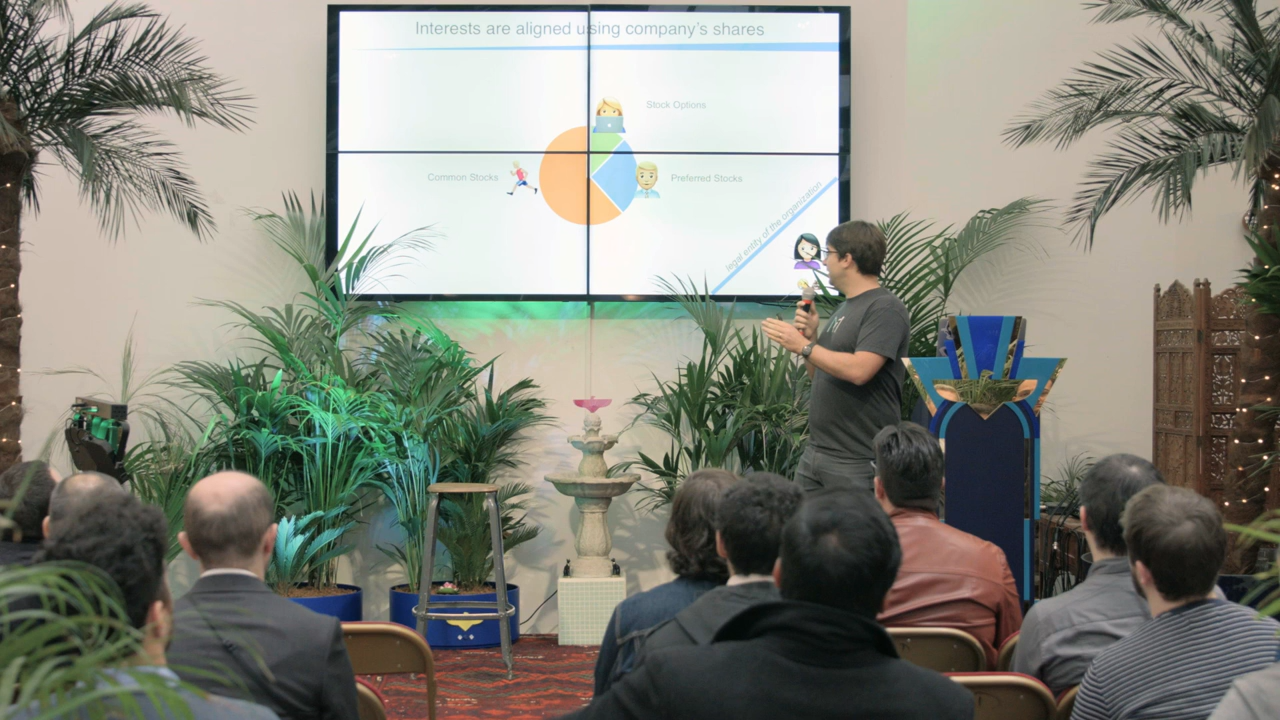 Interests are aligned using company's shares
Stock Options
Common Stocks
Preferred Stocks
legal entity of the organization